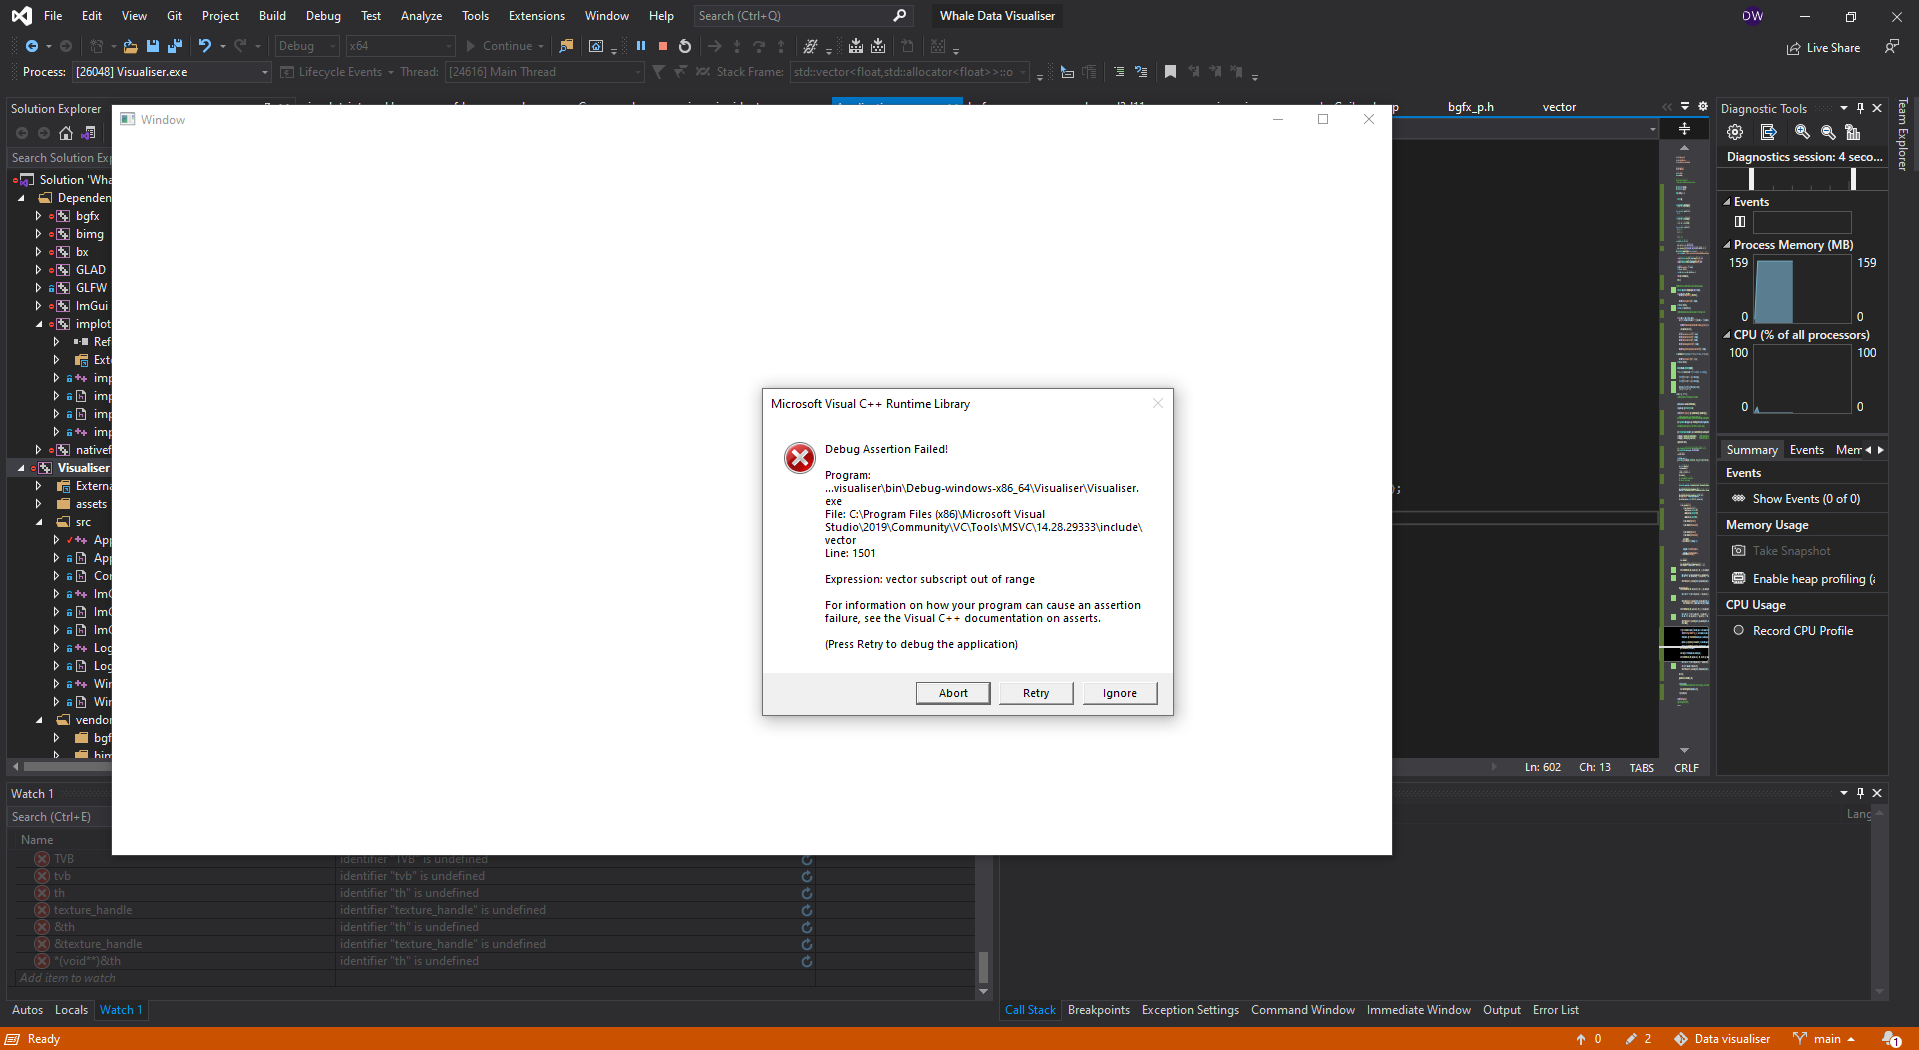 File Edit View Git Project Build Debug Test Analyze Tools Extensions Window Help Search (Ctrl+Q) Whale Data Visualiser DW
Debug x64 Continue Live Share
Process: [26048] Visualiser.exe Lifecycle Events Thread: [24616] Main Thread Stack Frame: std::vector<float,std::allocator<float>>::o
Solution Explorer
bgfx_p.h vector
Search Solution Exp
Solution 'Wha
Dependen
bgfx
bimg
bx
GLAD
GLFW
ImGui
implot
Ref
Exte
imp
imp
imp
imp
nativef
Visualiser
Externa
assets
src
App
App
Cor
ImG
ImG
ImG
Log
Log
Win
Win
vendor
bgf
bim
Window
Microsoft Visual C++ Runtime Library
Debug Assertion Failed!
Program:
...visualiser\bin\Debug-windows-x86_64\Visualiser\Visualiser.
exe
File: C:\Program Files (x86)\Microsoft Visual
Studio\2019\Community\VC\Tools\MSVC\14.28.29333\include\
vector
Line: 1501
Expression: vector subscript out of range
For information on how your program can cause an assertion
failure, see the Visual C++ documentation on asserts.
(Press Retry to debug the application)
Abort Retry Ignore
);
Ln: 602 Ch: 13 TABS CRLF
Diagnostic Tools
Diagnostics session: 4 seco...
Events
Process Memory (MB)
159 159
0 0
CPU (% of all processors)
100 100
0 0
Summary Events Mem
Events
Show Events (0 of 0)
Memory Usage
Take Snapshot
Enable heap profiling (a
CPU Usage
Record CPU Profile
Team Explorer
Watch 1
Search (Ctrl+E)
Name
Lang
TVB identifier "TVB" is undefined
tvb identifier "tvb" is undefined
th identifier "th" is undefined
texture_handle identifier "texture_handle" is undefined
&th identifier "th" is undefined
&texture_handle identifier "texture_handle" is undefined
*(void**)&th identifier "th" is undefined
Add item to watch
Autos Locals Watch 1
Call Stack Breakpoints Exception Settings Command Window Immediate Window Output Error List
Ready 0 2 Data visualiser main 1